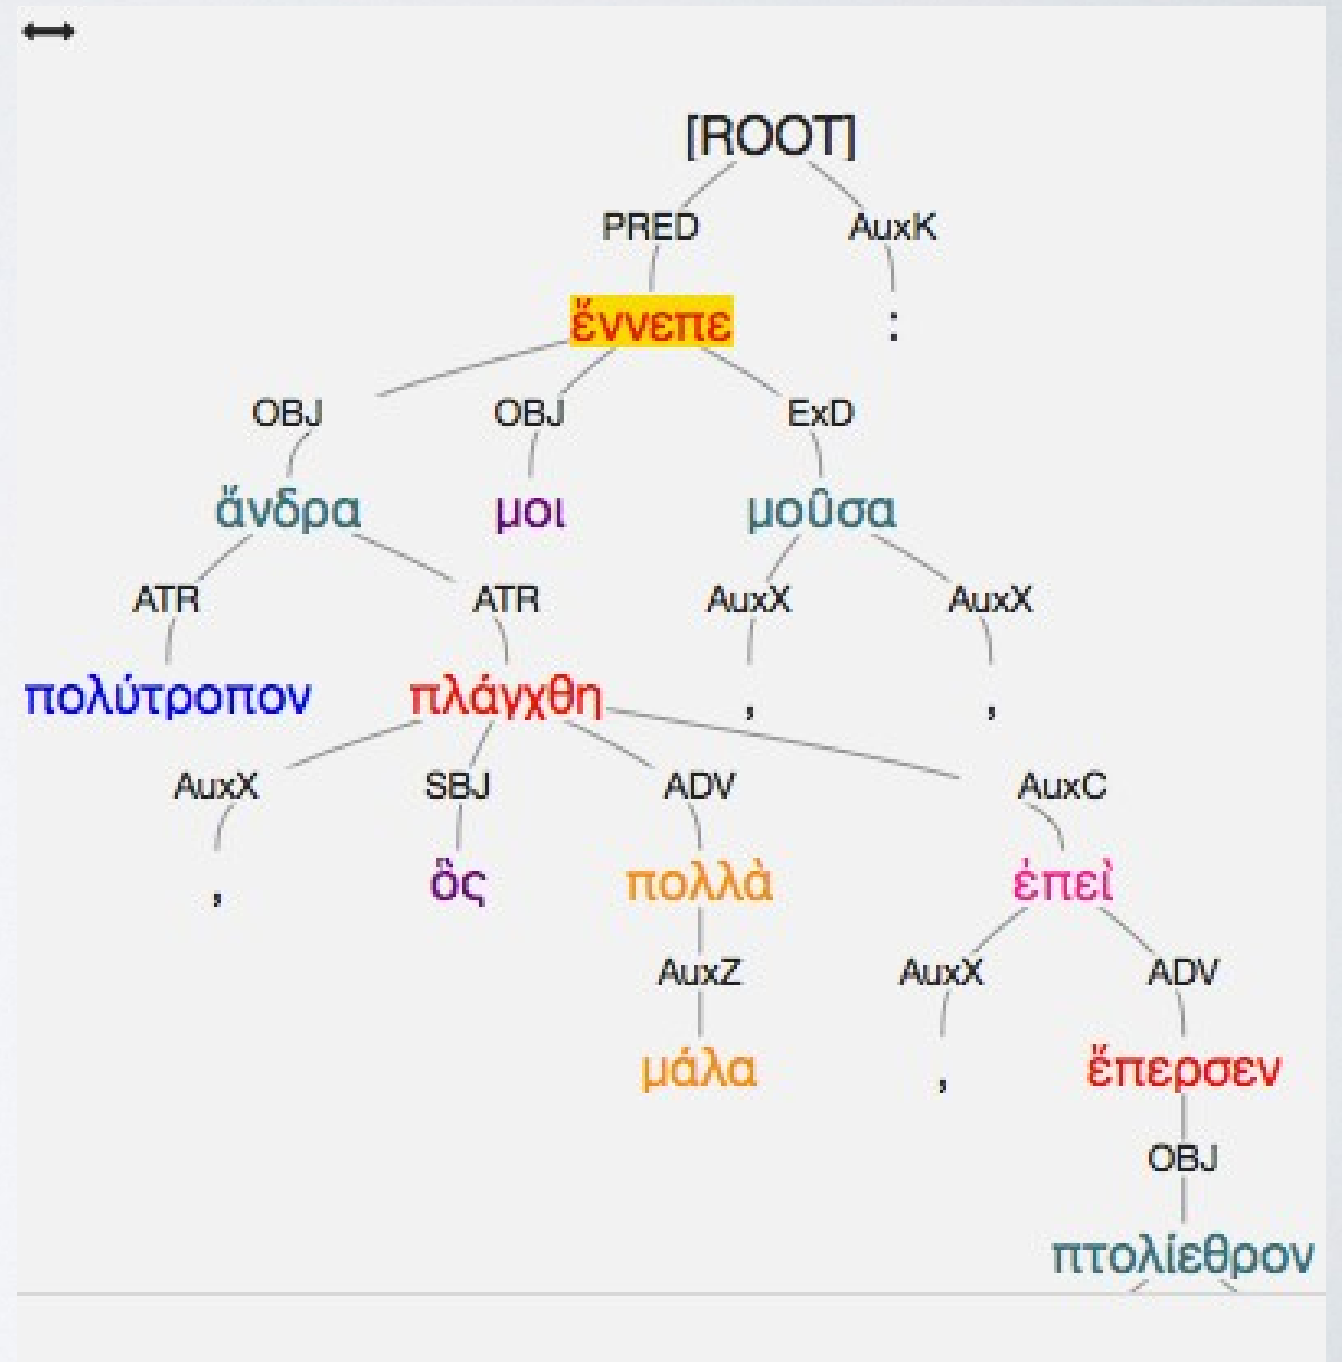 [ROOT]
PRED AuxK
ἔννεπε :
OBJ OBJ ExD
ἄνδρα μοι μοῦσα
ATR ATR AuxX AuxX
πολύτροπον πλάγχθη , ,
AuxX SBJ ADV AuxC
, ὃς πολλὰ ἐπεὶ
AuxZ AuxX ADV
μάλα , ἔπερσεν
OBJ
πτολίεθρον